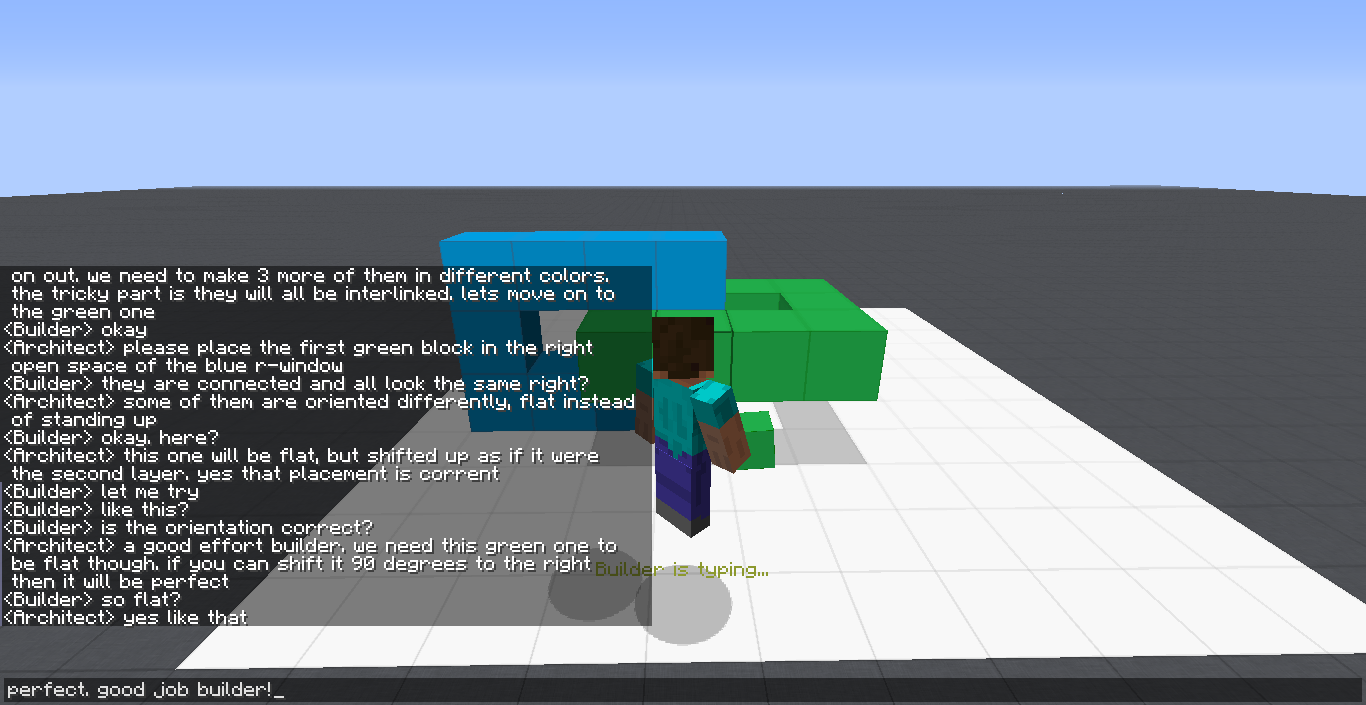 on out. we need to make 3 more of them in different colors.
the tricky part is they will all be interlinked. lets move on to
the green one
<Builder> okay
<Architect> please place the first green block in the right
open space of the blue r-window
<Builder> they are connected and all look the same right?
<Architect> some of them are oriented differently, flat instead
of standing up
<Builder> okay. here?
<Architect> this one will be flat, but shifted up as if it were
the second layer. yes that placement is corrent
<Builder> let me try
<Builder> like this?
<Builder> is the orientation correct?
<Architect> a good effort builder. we need this green one to
be flat though. if you can shift it 90 degrees to the right
then it will be perfect
Builder is typing...
<Builder> so flat?
<Architect> yes like that
perfect. good job builder!_